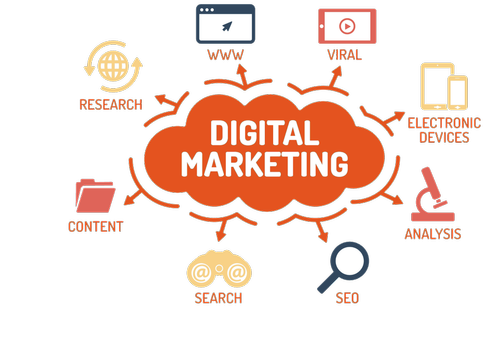 WWW
VIRAL
RESEARCH
ELECTRONIC
DEVICES
DIGITAL
MARKETING
CONTENT
ANALYSIS
@ @
SEARCH
SEO